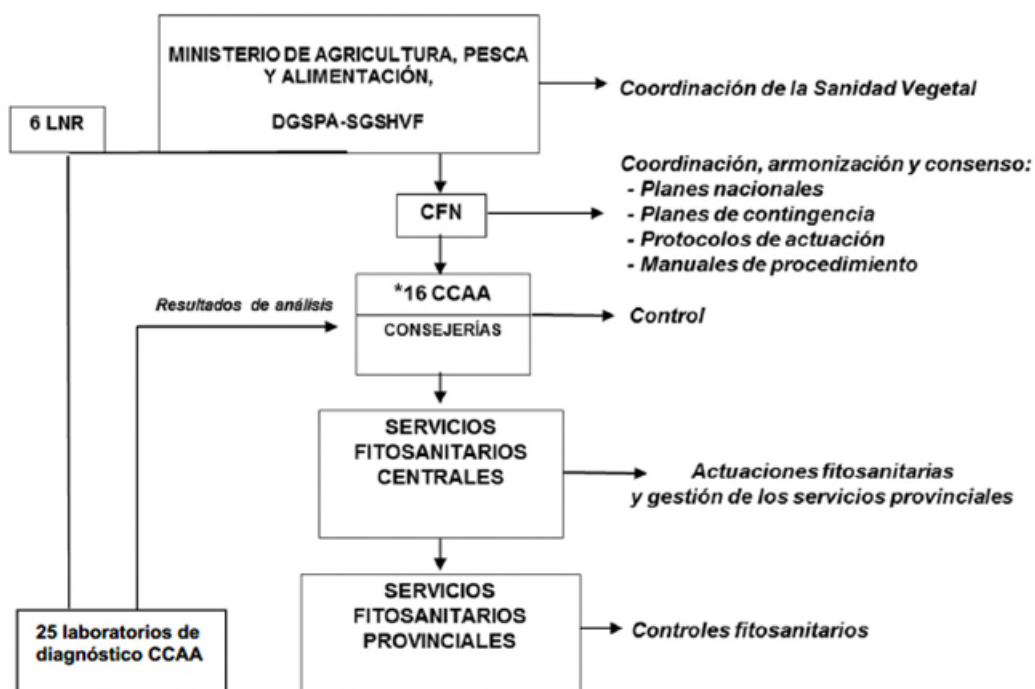 MINISTERIO DE AGRICULTURA, PESCA
Y ALIMENTACIÓN,
DGSPA-SGSHVF
Coordinación de la Sanidad Vegetal
6 LNR
CFN
Coordinación, armonización y consenso:
- Planes nacionales
- Planes de contingencia
- Protocolos de actuación
- Manuales de procedimiento
Resultados de análisis
*16 CCAA
CONSEJERÍAS
Control
SERVICIOS
FITOSANITARIOS
CENTRALES
Actuaciones fitosanitarias
y gestión de los servicios provinciales
SERVICIOS
FITOSANITARIOS
PROVINCIALES
Controles fitosanitarios
25 laboratorios de
diagnóstico CCAA